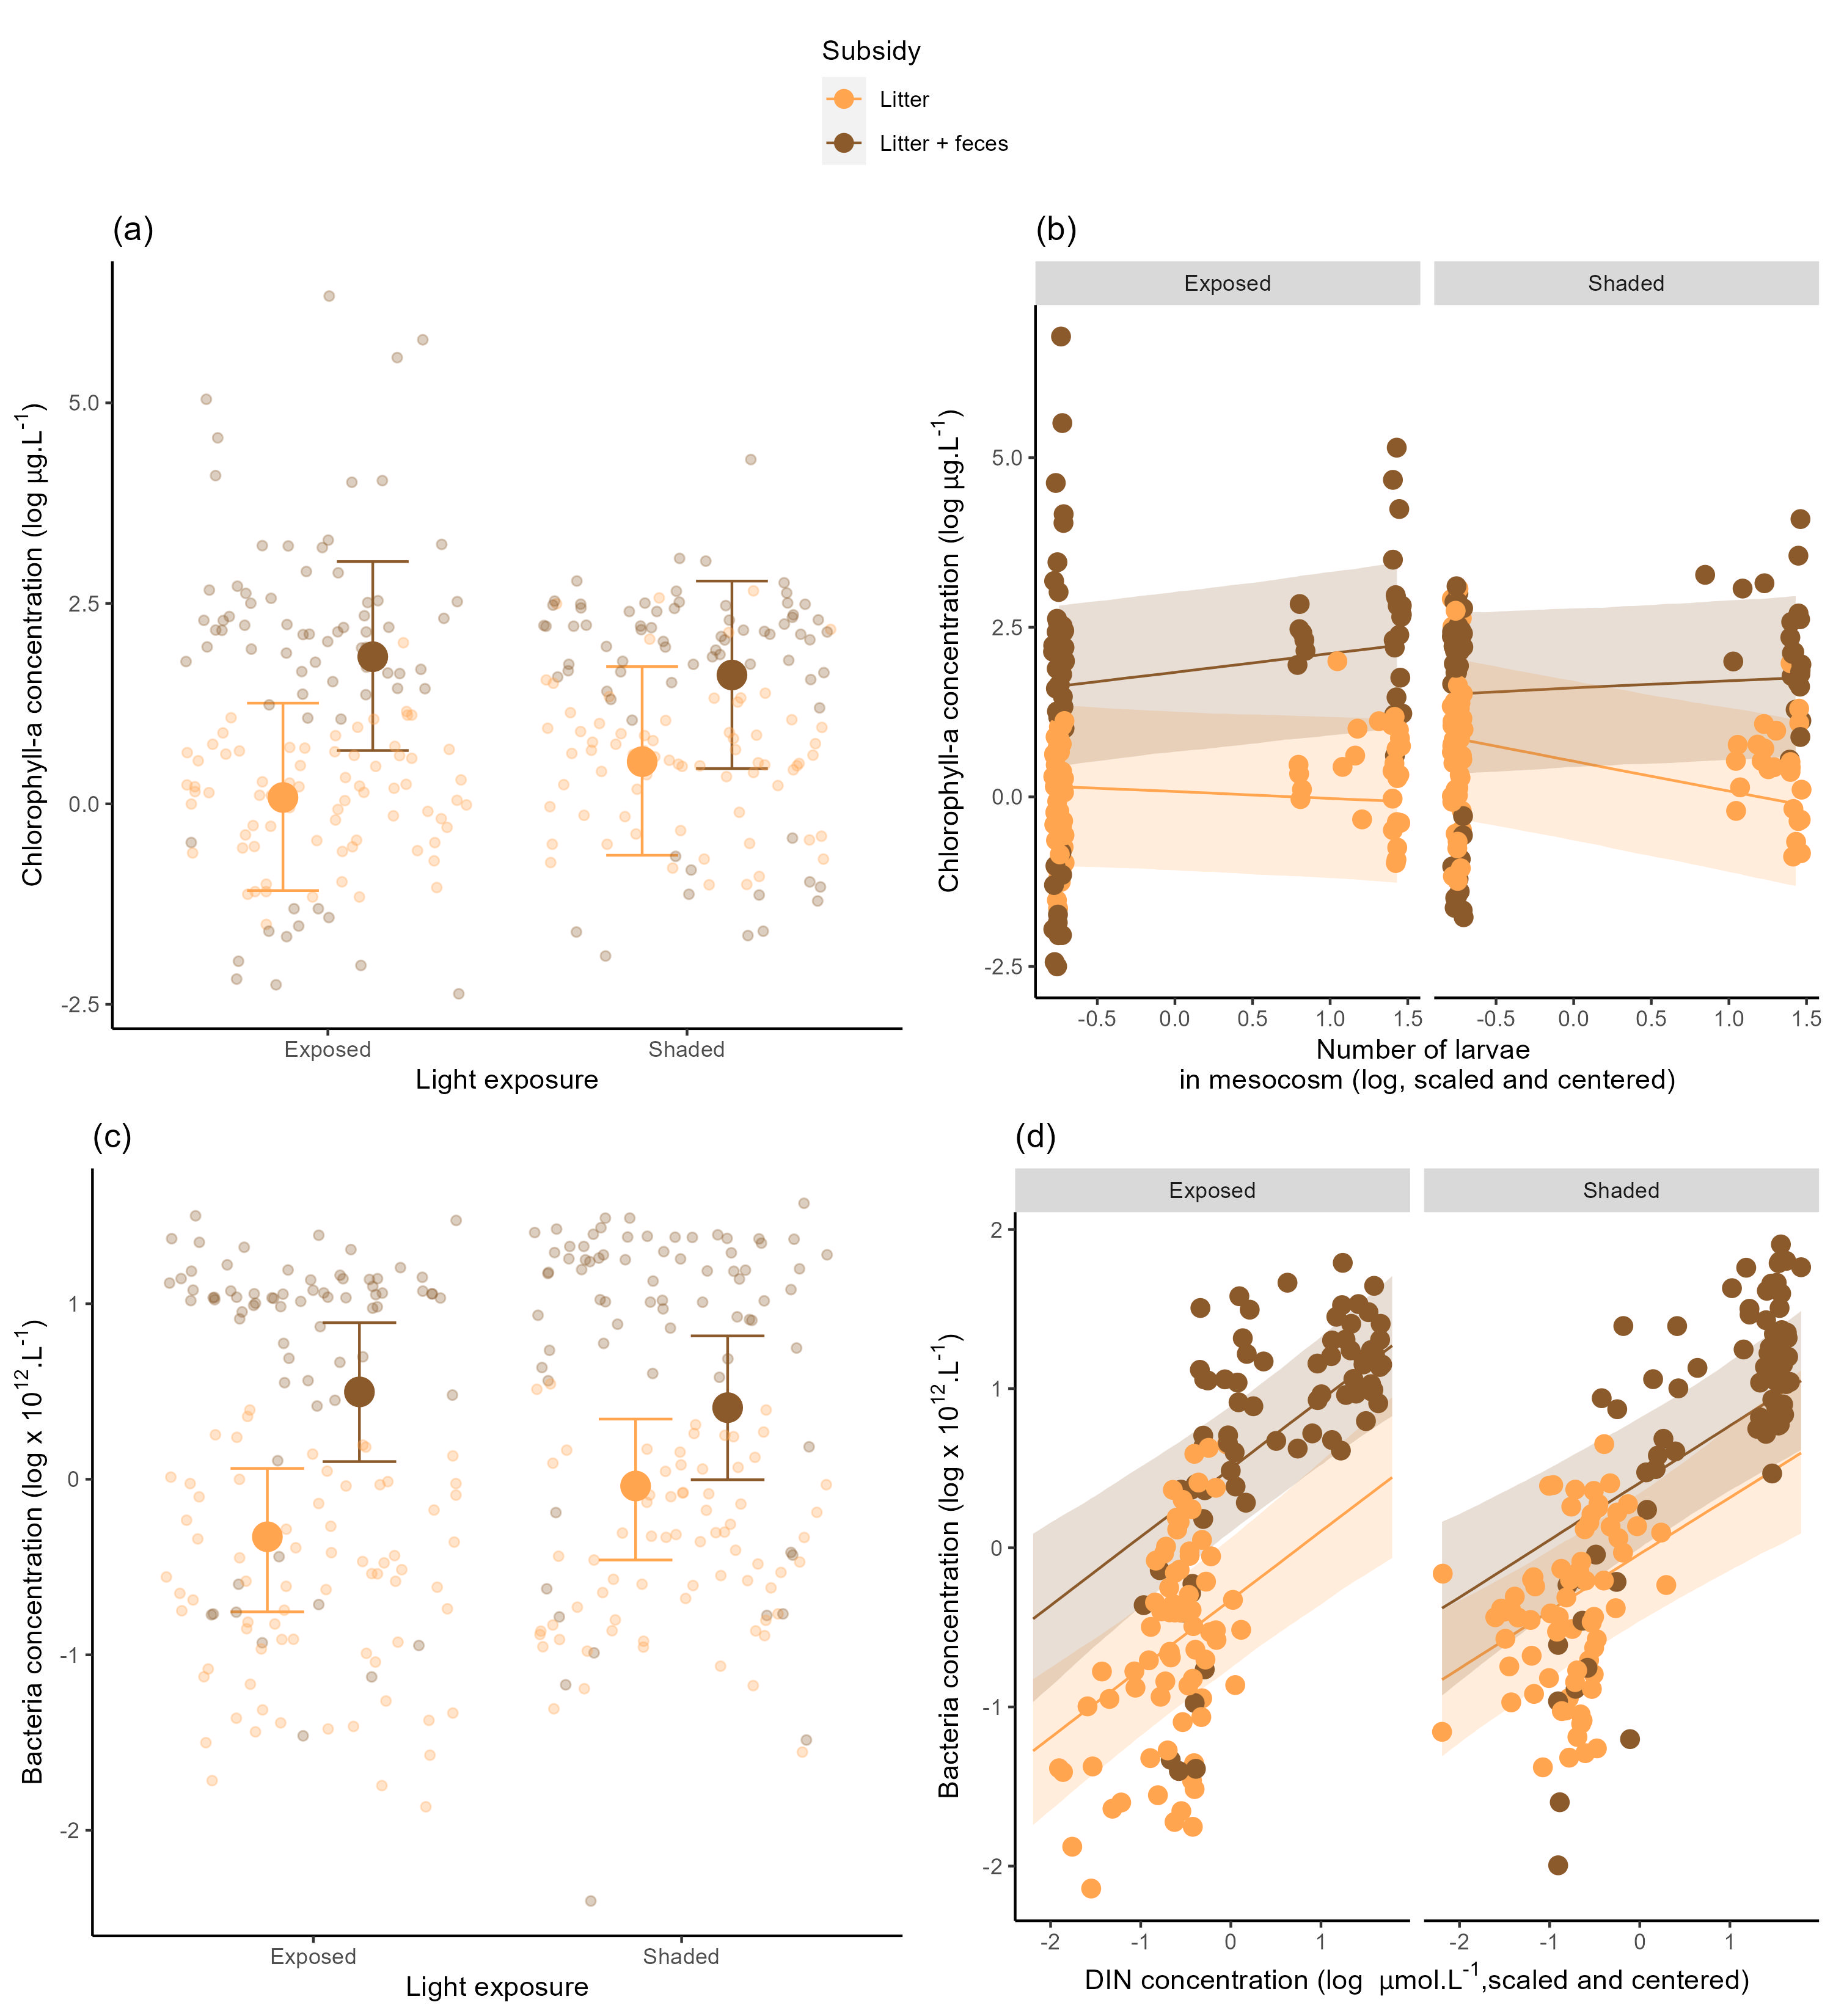 Subsidy
Litter
Litter + feces
(a)
Chlorophyll-a concentration (log µg.L⁻¹)
5.0
2.5
0.0
-2.5
Exposed
Shaded
Light exposure
(b)
Exposed
Shaded
Chlorophyll-a concentration (log µg.L⁻¹)
5.0
2.5
0.0
-2.5
-0.5 0.0 0.5 1.0 1.5
-0.5 0.0 0.5 1.0 1.5
Number of larvae
in mesocosm (log, scaled and centered)
(c)
Bacteria concentration (log x 10¹².L⁻¹)
1
0
-1
-2
Exposed
Shaded
Light exposure
(d)
Exposed
Shaded
Bacteria concentration (log x 10¹².L⁻¹)
2
1
0
-1
-2
-2 -1 0 1
-2 -1 0 1
DIN concentration (log µmol.L⁻¹,scaled and centered)